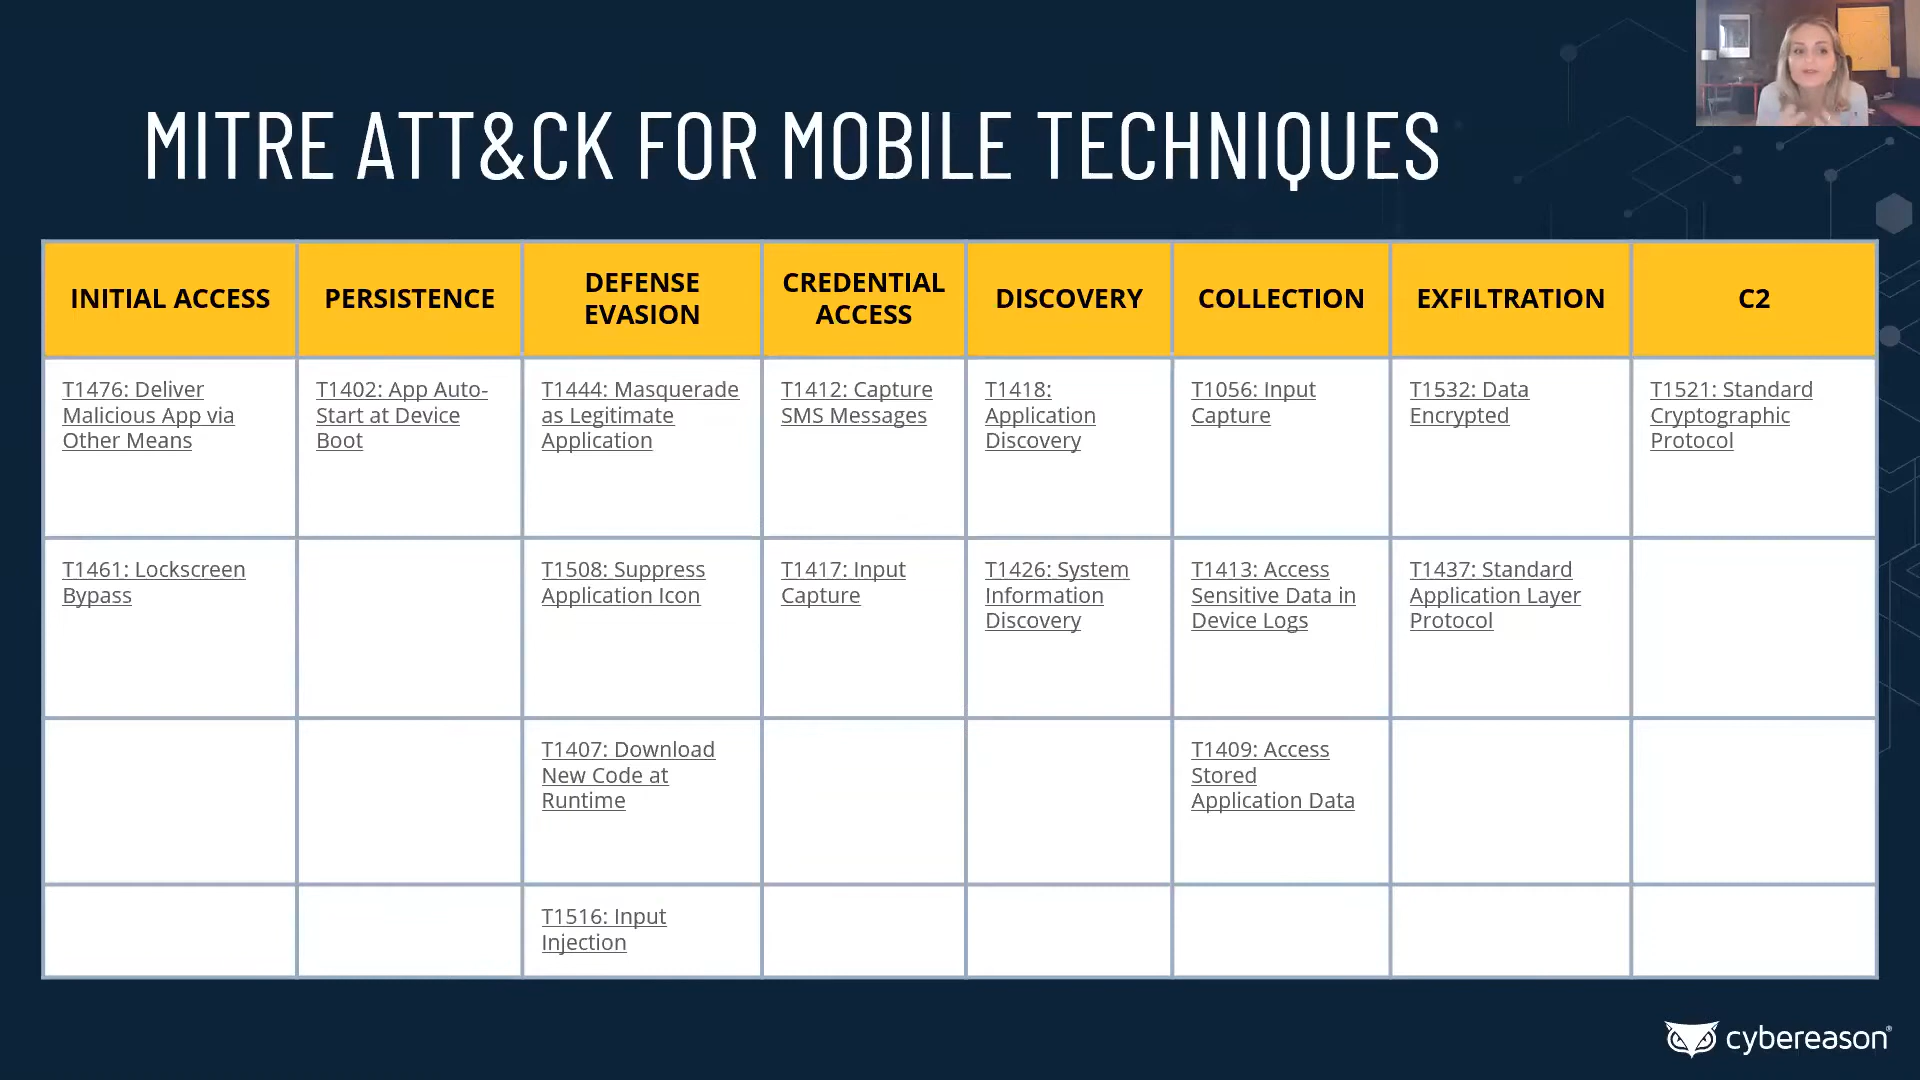 MITRE ATT&CK FOR MOBILE TECHNIQUES
INITIAL ACCESS
PERSISTENCE
DEFENSE
EVASION
CREDENTIAL
ACCESS
DISCOVERY
COLLECTION
EXFILTRATION
C2
T1476: Deliver
Malicious App via
Other Means
T1402: App Auto-
Start at Device
Boot
T1444: Masquerade
as Legitimate
Application
T1412: Capture
SMS Messages
T1418:
Application
Discovery
T1056: Input
Capture
T1532: Data
Encrypted
T1521: Standard
Cryptographic
Protocol
T1461: Lockscreen
Bypass
T1508: Suppress
Application Icon
T1417: Input
Capture
T1426: System
Information
Discovery
T1413: Access
Sensitive Data in
Device Logs
T1437: Standard
Application Layer
Protocol
T1407: Download
New Code at
Runtime
T1409: Access
Stored
Application Data
T1516: Input
Injection
cybereason®